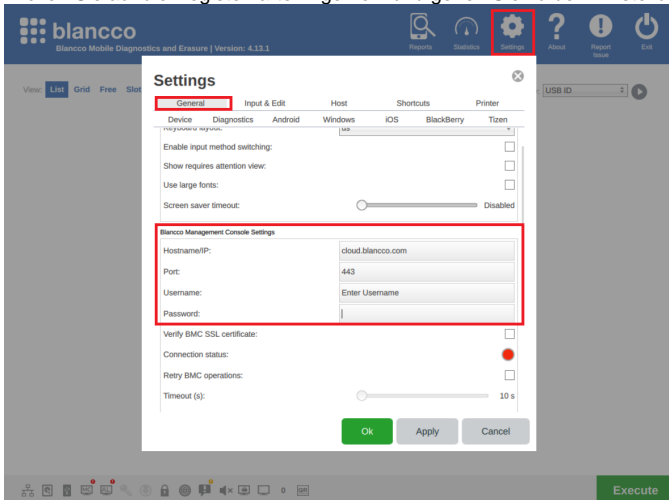 blancco
Blancco Mobile Diagnostics and Erasure | Version: 4.13.1
Reports
Statistics
Settings
About
Report Issue
Exit
View: List Grid Free Slot
USB ID
Settings
General Input & Edit Host Shortcuts Printer
Device Diagnostics Android Windows iOS BlackBerry Tizen
Keyboard layout: us
Enable input method switching:
Show requires attention view:
Use large fonts:
Screen saver timeout: Disabled
Blancco Management Console Settings
Hostname/IP: cloud.blancco.com
Port: 443
Username: Enter Username
Password:
Verify BMC SSL certificate:
Connection status:
Retry BMC operations:
Timeout (s): 10 s
Ok Apply Cancel
0
Execute